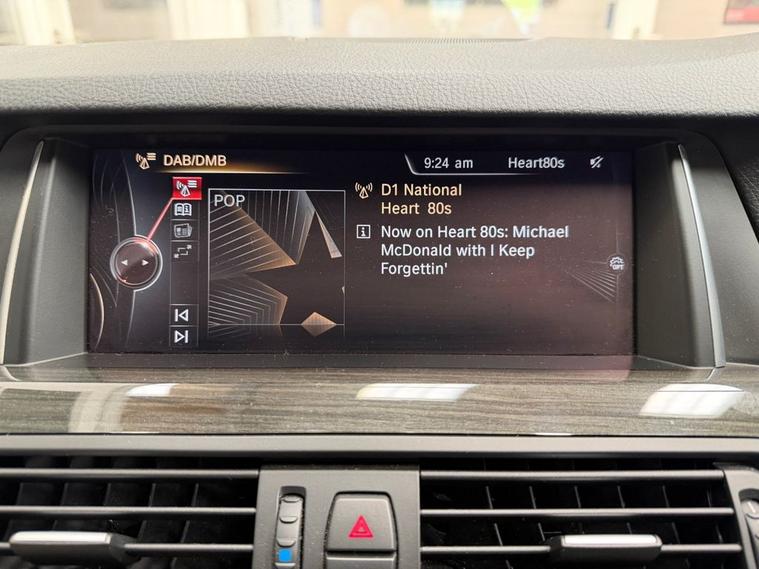 DAB/DMB
9:24 am
Heart80s
POP
D1 National
Heart 80s
Now on Heart 80s: Michael
McDonald with I Keep
Forgettin'
OPT